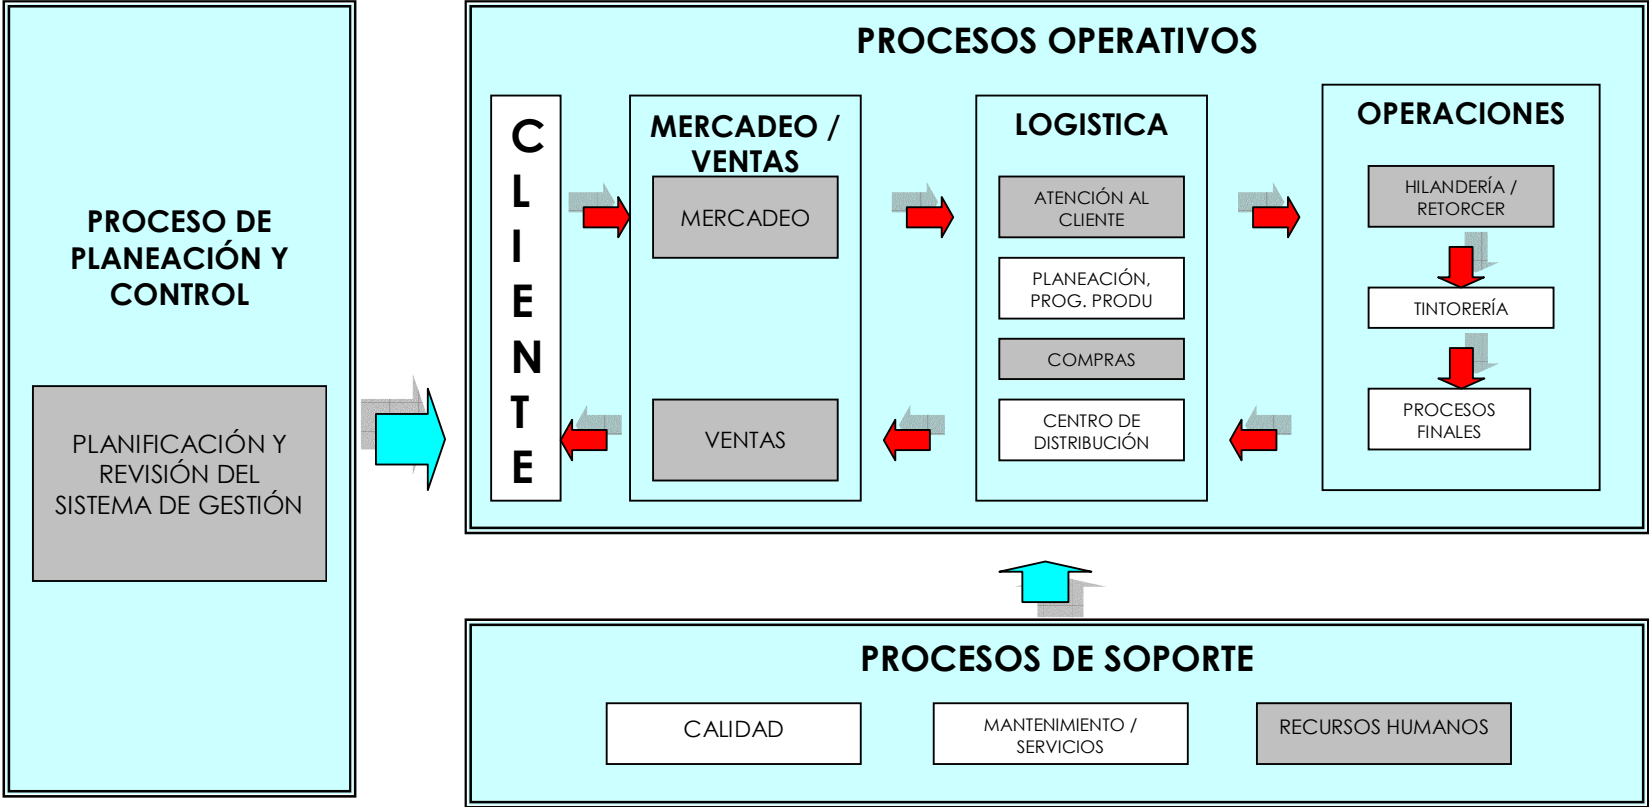 PROCESO DE
PLANEACIÓN Y
CONTROL
PLANIFICACIÓN Y
REVISIÓN DEL
SISTEMA DE GESTIÓN
PROCESOS OPERATIVOS
C
L
I
E
N
T
E
MERCADEO /
VENTAS
MERCADEO
VENTAS
LOGISTICA
ATENCIÓN AL
CLIENTE
PLANEACIÓN,
PROG. PRODU
COMPRAS
CENTRO DE
DISTRIBUCIÓN
OPERACIONES
HILANDERÍA /
RETORCER
TINTORERÍA
PROCESOS
FINALES
PROCESOS DE SOPORTE
CALIDAD
MANTENIMIENTO /
SERVICIOS
RECURSOS HUMANOS